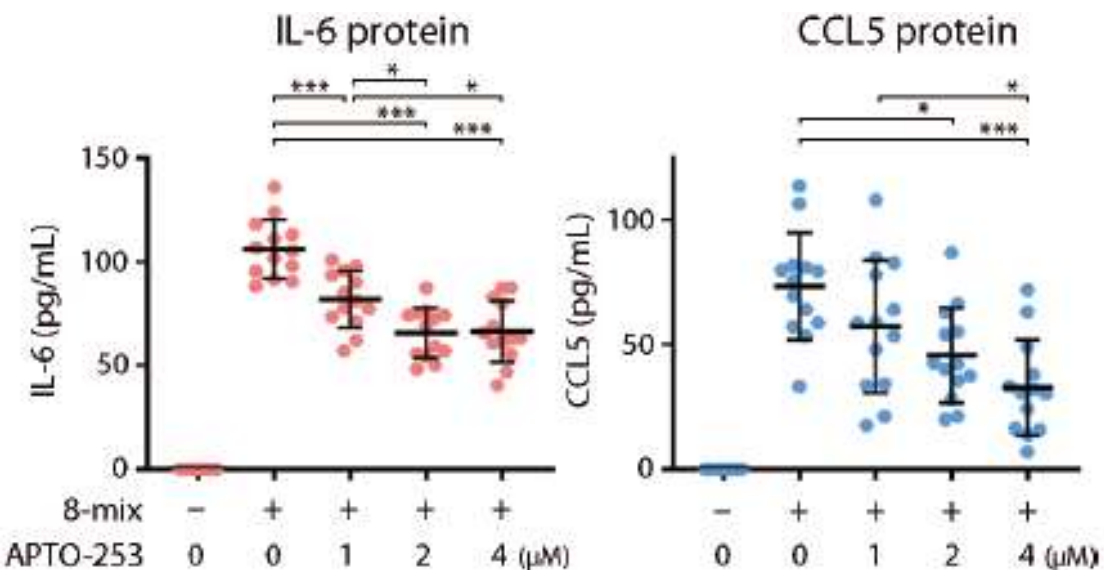 IL-6 protein
*
*** *
***
***
150
100
50
0
IL-6 (pg/mL)
8-mix − + + + +
APTO-253 0 0 1 2 4 (μM)
CCL5 protein
*
*
***
100
50
0
CCL5 (pg/mL)
− + + + +
0 0 1 2 4 (μM)